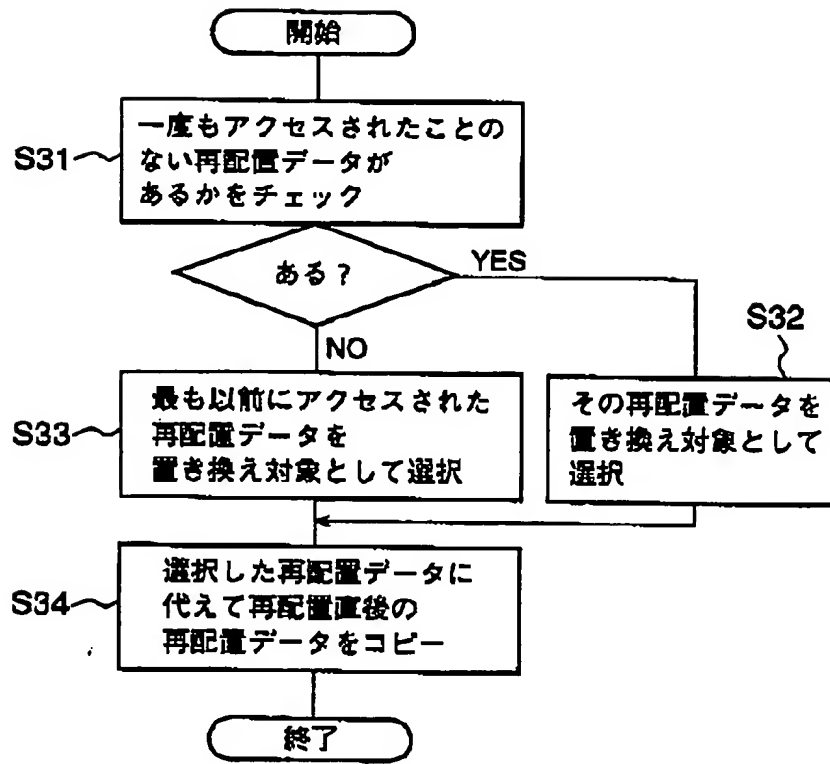 開始
S31
一度もアクセスされたことの
ない再配置データが
あるかをチェック
ある？
YES
NO
S32
その再配置データを
置き換え対象として
選択
S33
最も以前にアクセスされた
再配置データを
置き換え対象として選択
S34
選択した再配置データに
代えて再配置直後の
再配置データをコピー
終了